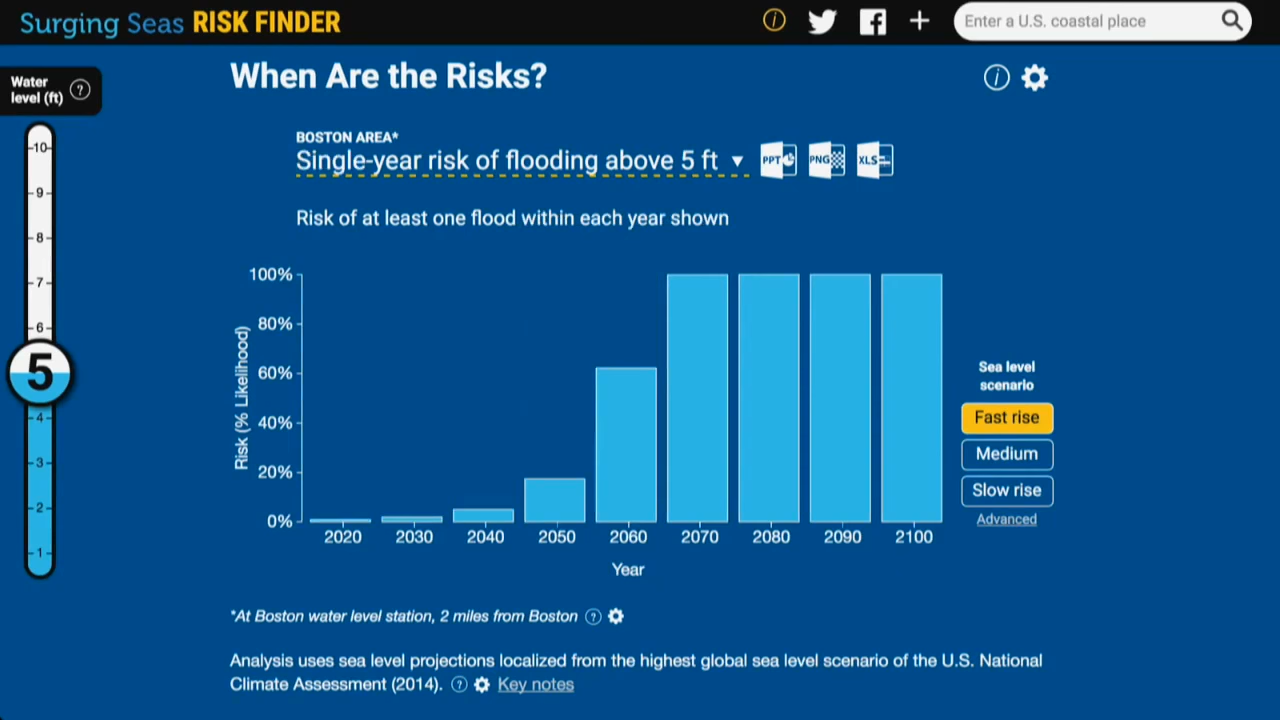 Surging Seas RISK FINDER
Enter a U.S. coastal place
Water
level (ft) ?
When Are the Risks?
BOSTON AREA*
Single-year risk of flooding above 5 ft
PPT PNG XLS
Risk of at least one flood within each year shown
10
9
8
7
6
5
4
3
2
1
Risk (% Likelihood)
100%
80%
60%
40%
20%
0%
2020 2030 2040 2050 2060 2070 2080 2090 2100
Year
Sea level
scenario
Fast rise
Medium
Slow rise
Advanced
*At Boston water level station, 2 miles from Boston ?
Analysis uses sea level projections localized from the highest global sea level scenario of the U.S. National
Climate Assessment (2014). ? Key notes